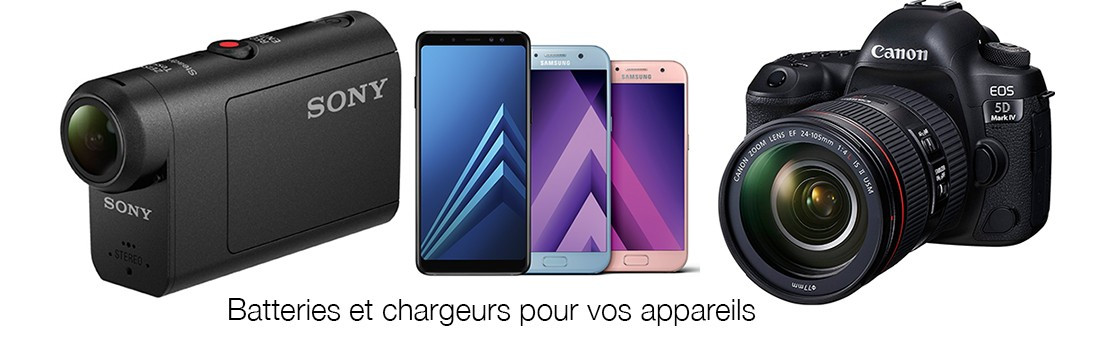 SONY
SONY
STEREO
SAMSUNG
SAMSUNG
Canon
EOS
5D
Mark IV
CANON ZOOM LENS EF 24-105mm 1:4 L IS II USM
ø77mm
Batteries et chargeurs pour vos appareils